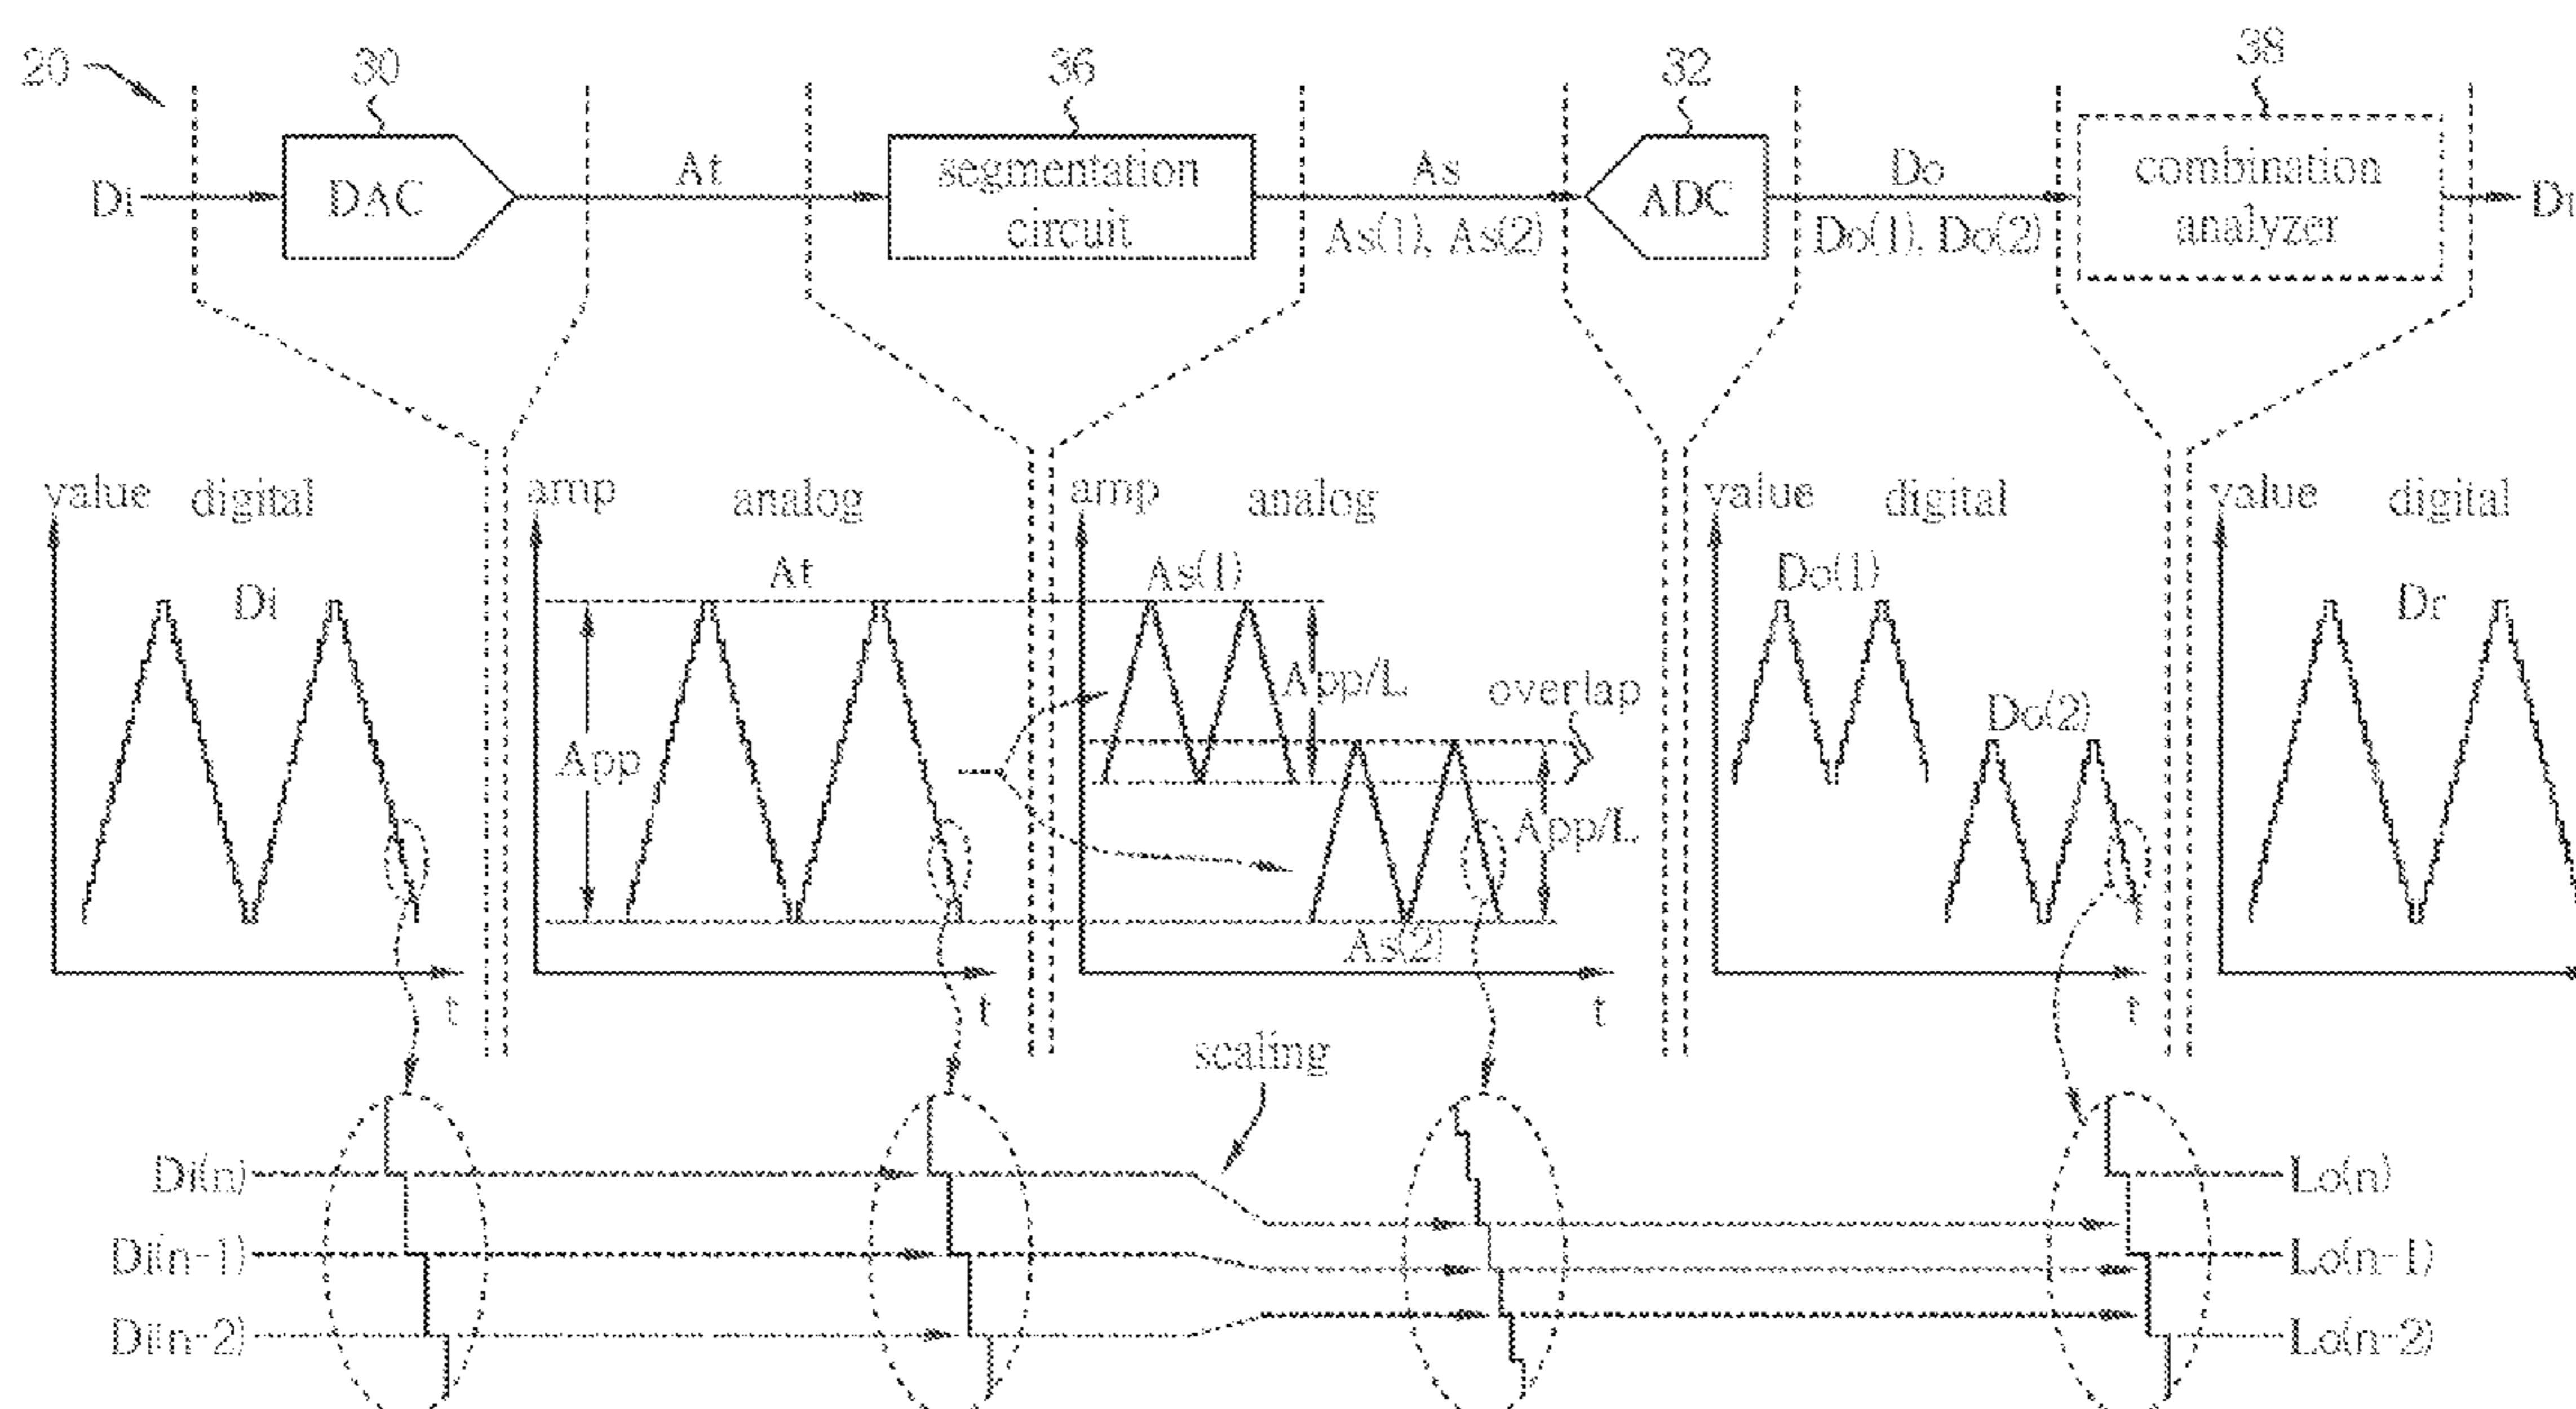 20
30
36
32
38
Di
DAC
At
segmentation
circuit
As
As(1), As(2)
ADC
Do
Do(1), Do(2)
combination
analyzer
value digital
amp analog
amp analog
value digital
value digital
Di
At
As(1)
Do(1)
Dr
App
App/L
overlap
Do(2)
App/L
As(2)
t
t
t
t
scaling
Di(n)
Lo(n)
Di(n-1)
Lo(n-1)
Di(n-2)
Lo(n-2)